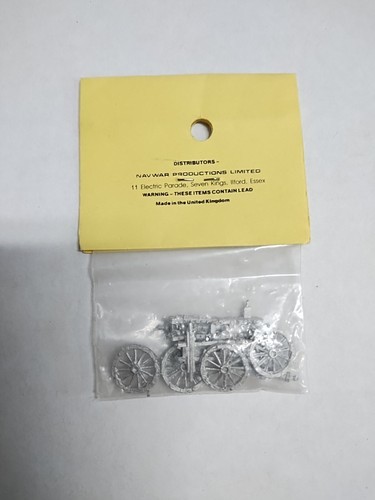 DISTRIBUTORS –
NAVWAR PRODUCTIONS LIMITED
11 Electric Parade, Seven Kings, Ilford, Essex
WARNING – THESE ITEMS CONTAIN LEAD
Made in the United Kingdom